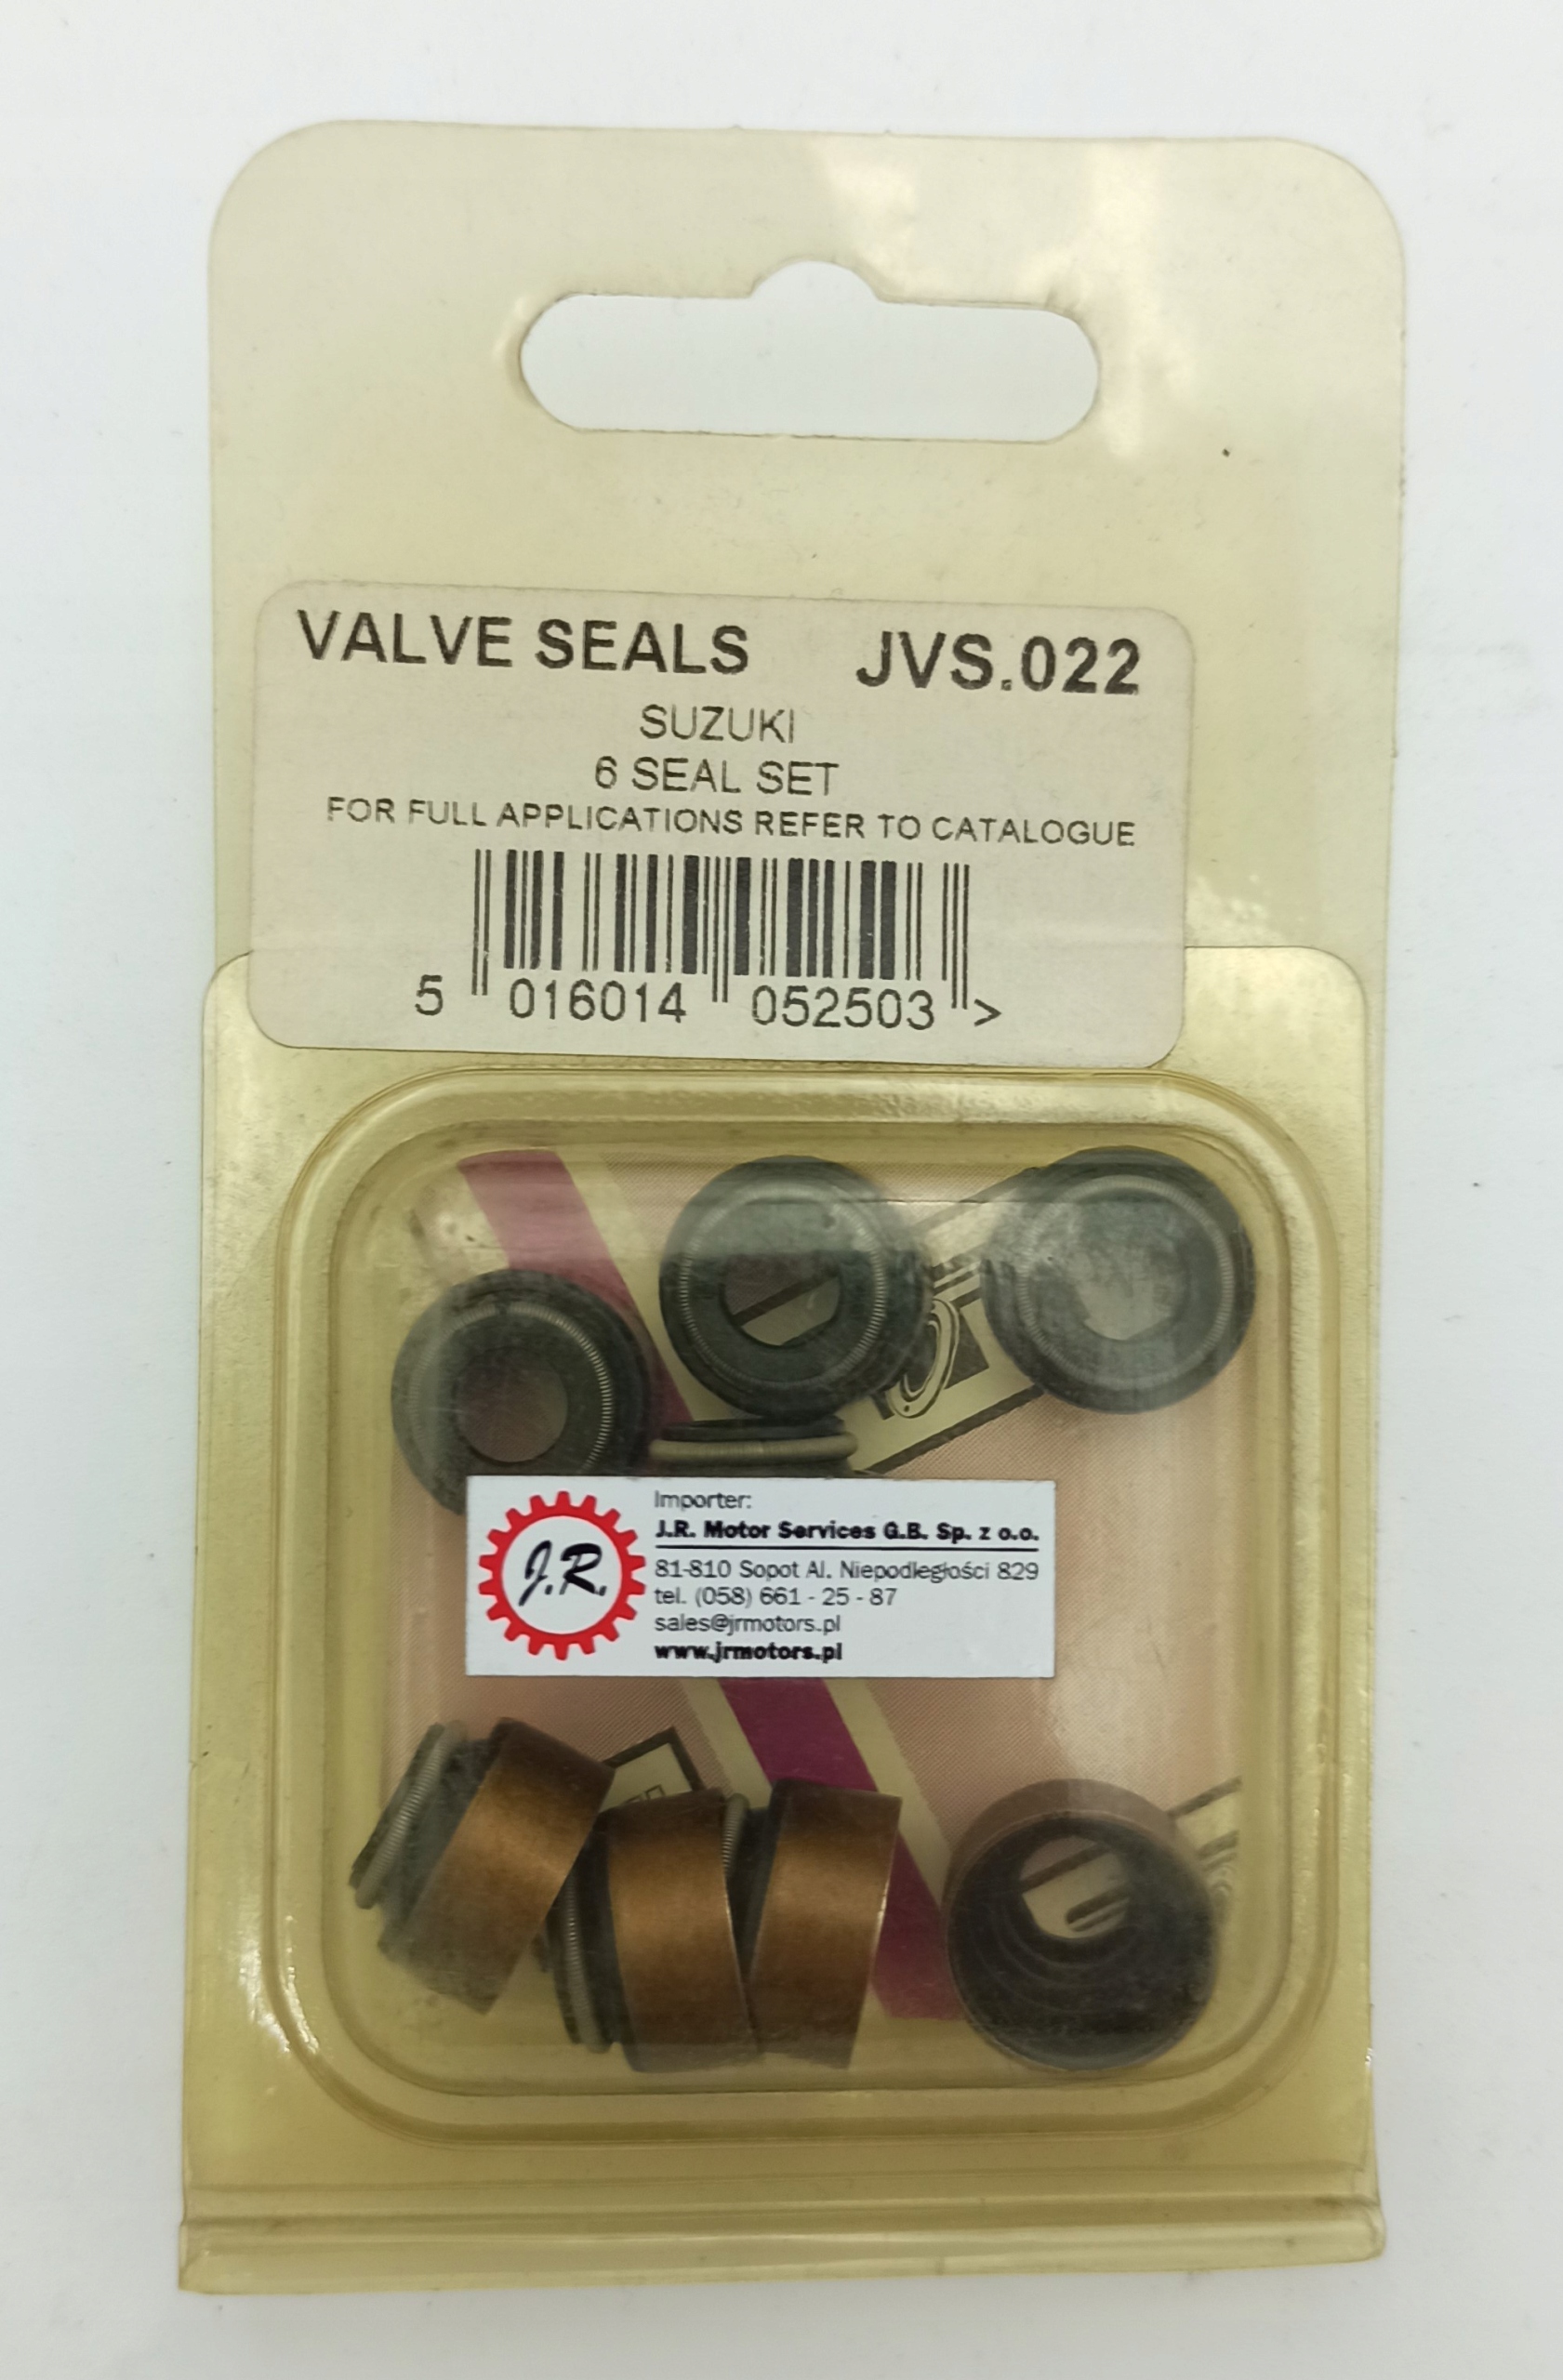 VALVE SEALS JVS.022
SUZUKI
6 SEAL SET
FOR FULL APPLICATIONS REFER TO CATALOGUE
5 016014 052503 >
J.R.
Importer:
J.R. Motor Services G.B. Sp. z o.o.
81-810 Sopot Al. Niepodległości 829
tel. (058) 661 - 25 - 87
sales@jrmotors.pl
www.jrmotors.pl